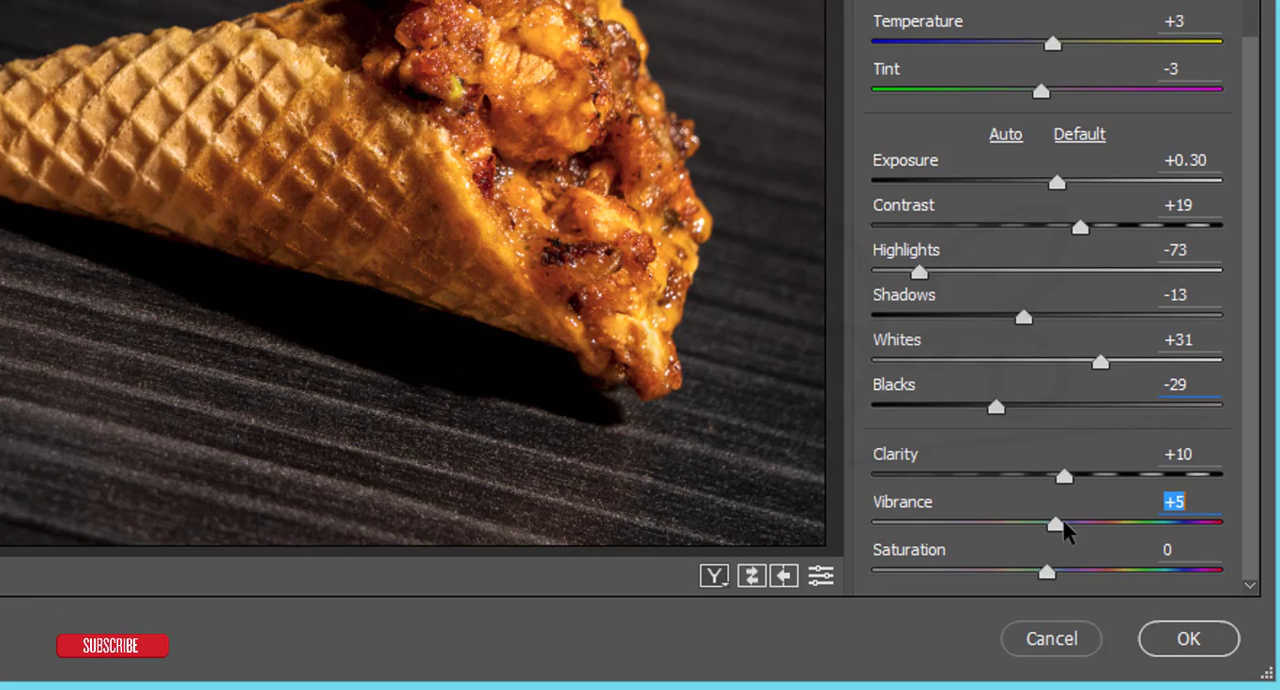 Temperature +3
Tint -3
Auto Default
Exposure +0.30
Contrast +19
Highlights -73
Shadows -13
Whites +31
Blacks -29
Clarity +10
Vibrance +5
Saturation 0
Y
SUBSCRIBE
Cancel OK